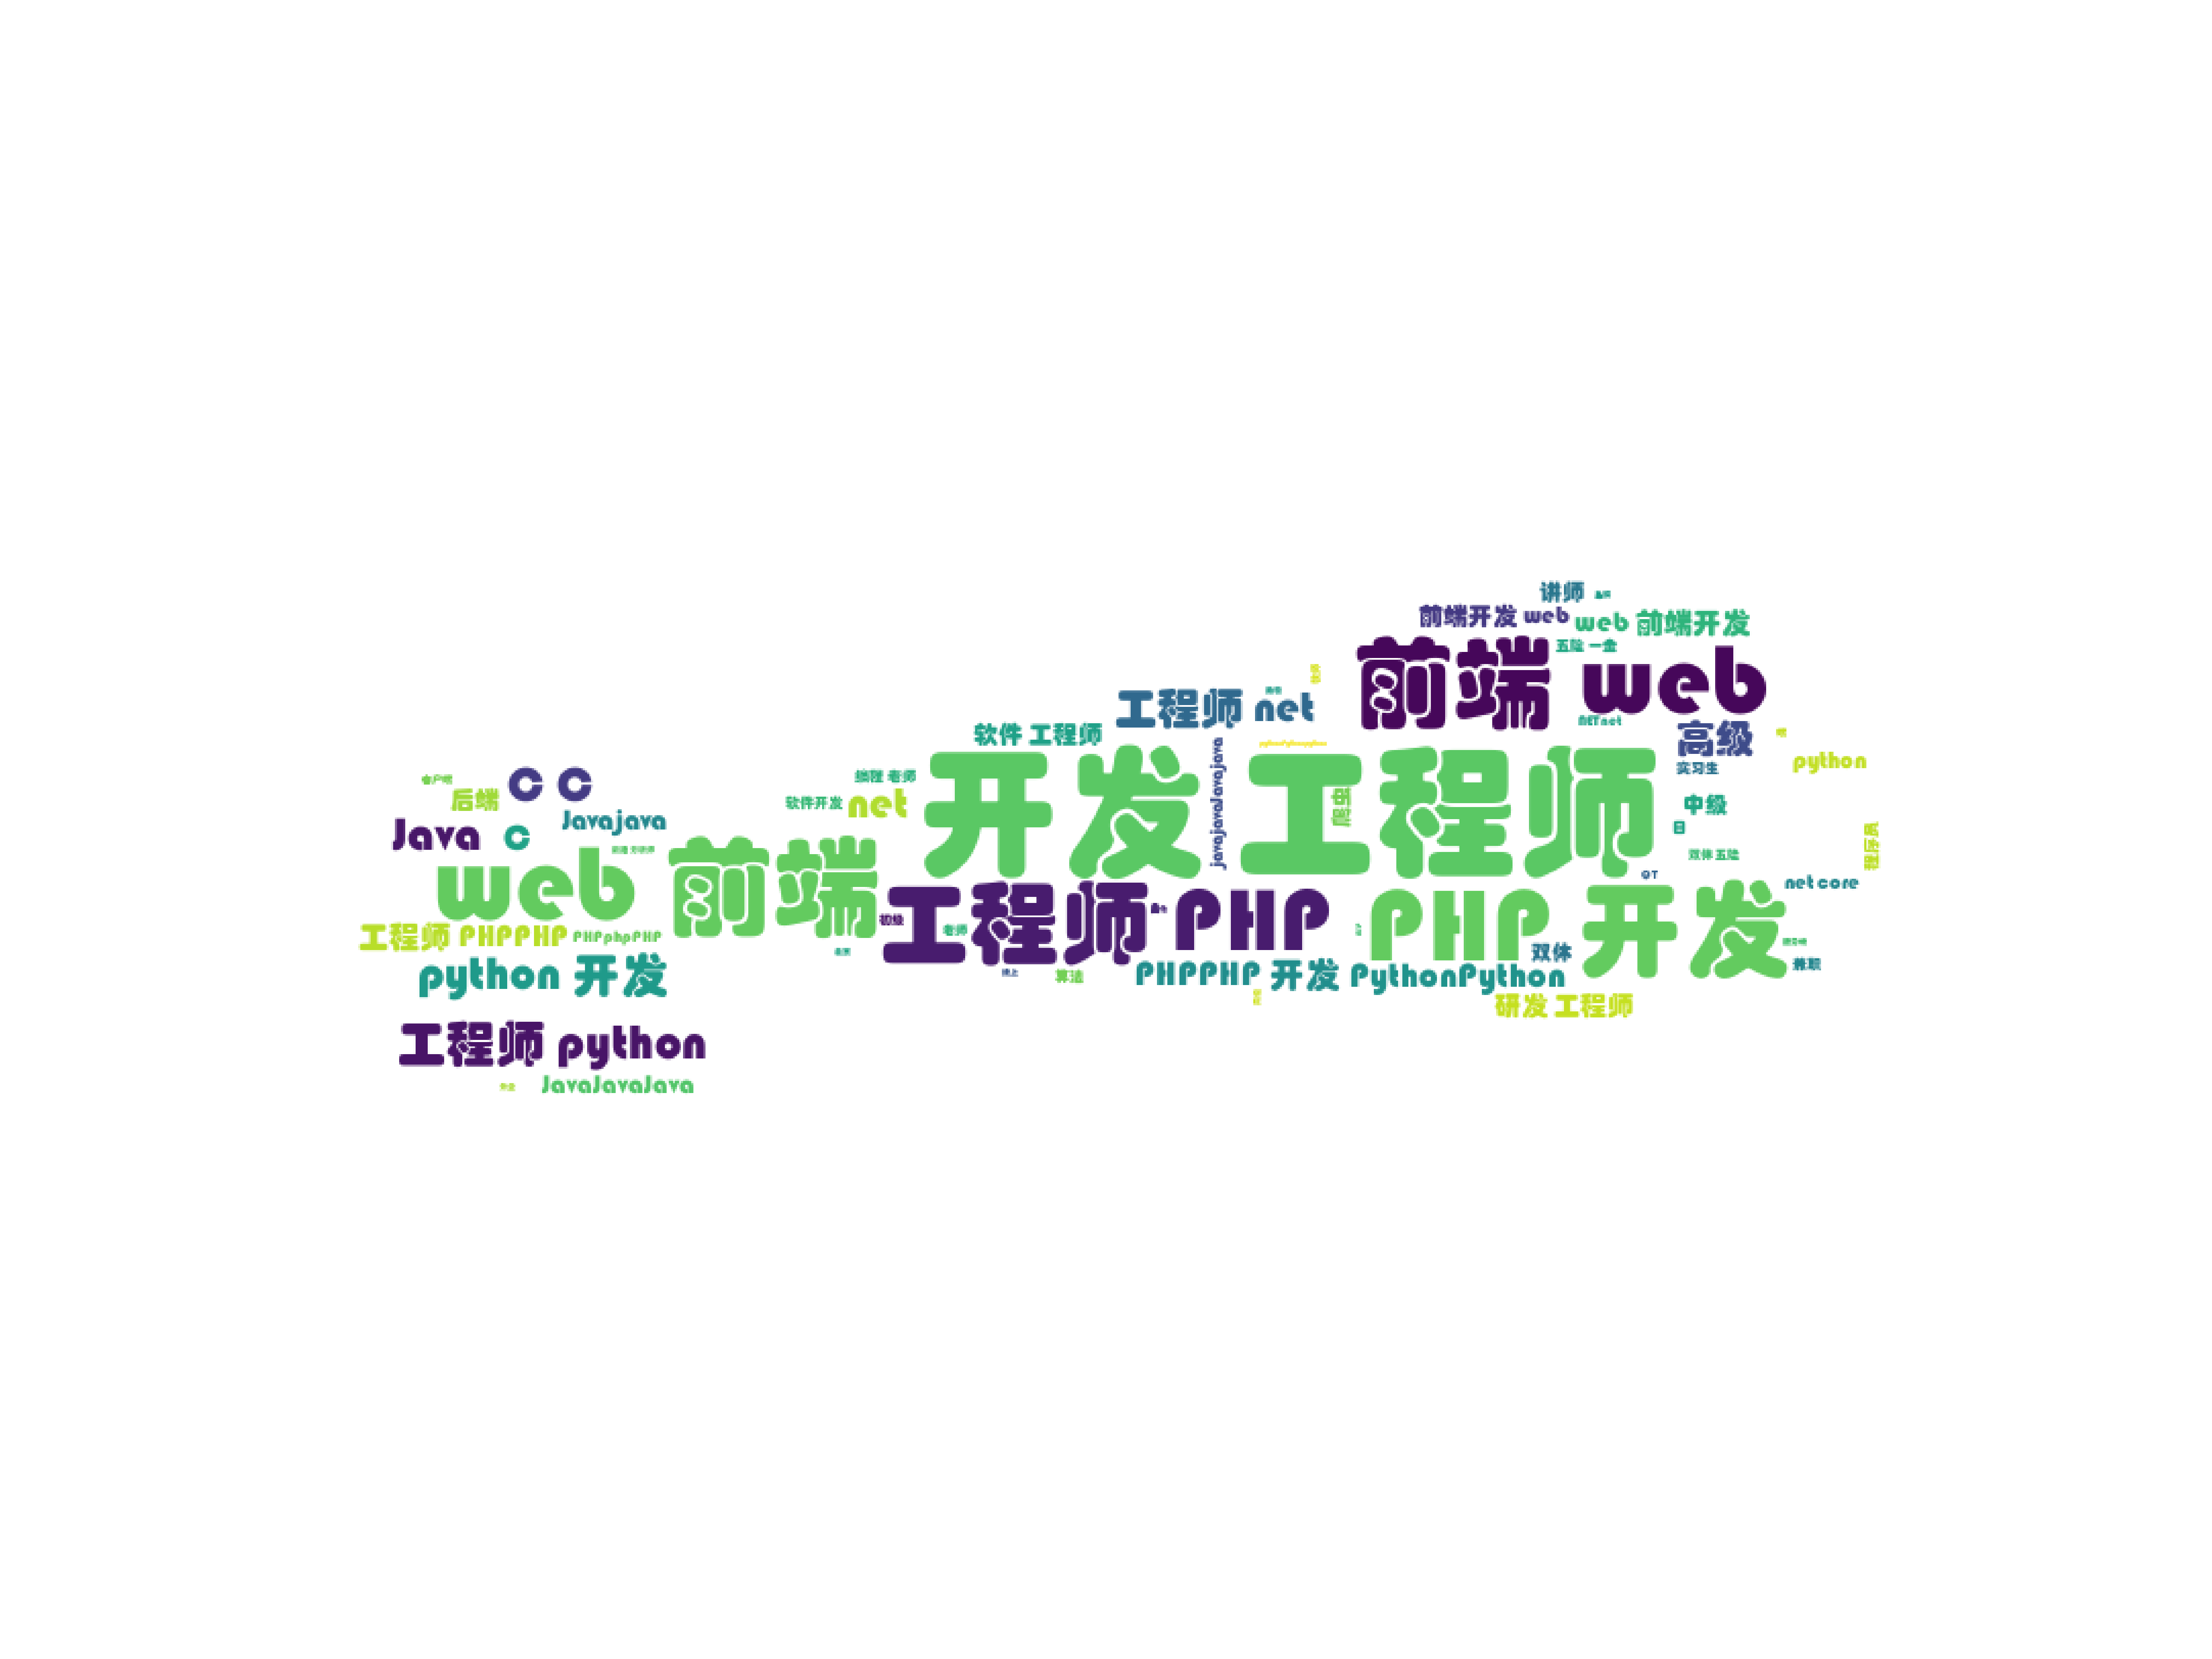 讲师
前端开发 web
web 前端开发
五险 一金
前端 web
工程师 net
NETnet
软件 工程师
高级
python
实习生
开发 工程师
javajavaJavajava
爬虫
编程 老师
客户端
后端
C C
软件开发
net
中级
Java
C
Javajava
程序员
web 前端
双休 五险
QT
net core
工程师 PHP
PHP 开发
初级
老师
工程师 PHPPHP
PHPphpPHP
双休
兼职
python 开发
算法
PHPPHP 开发
PythonPython
研发 工程师
工程师 python
JavaJavaJava